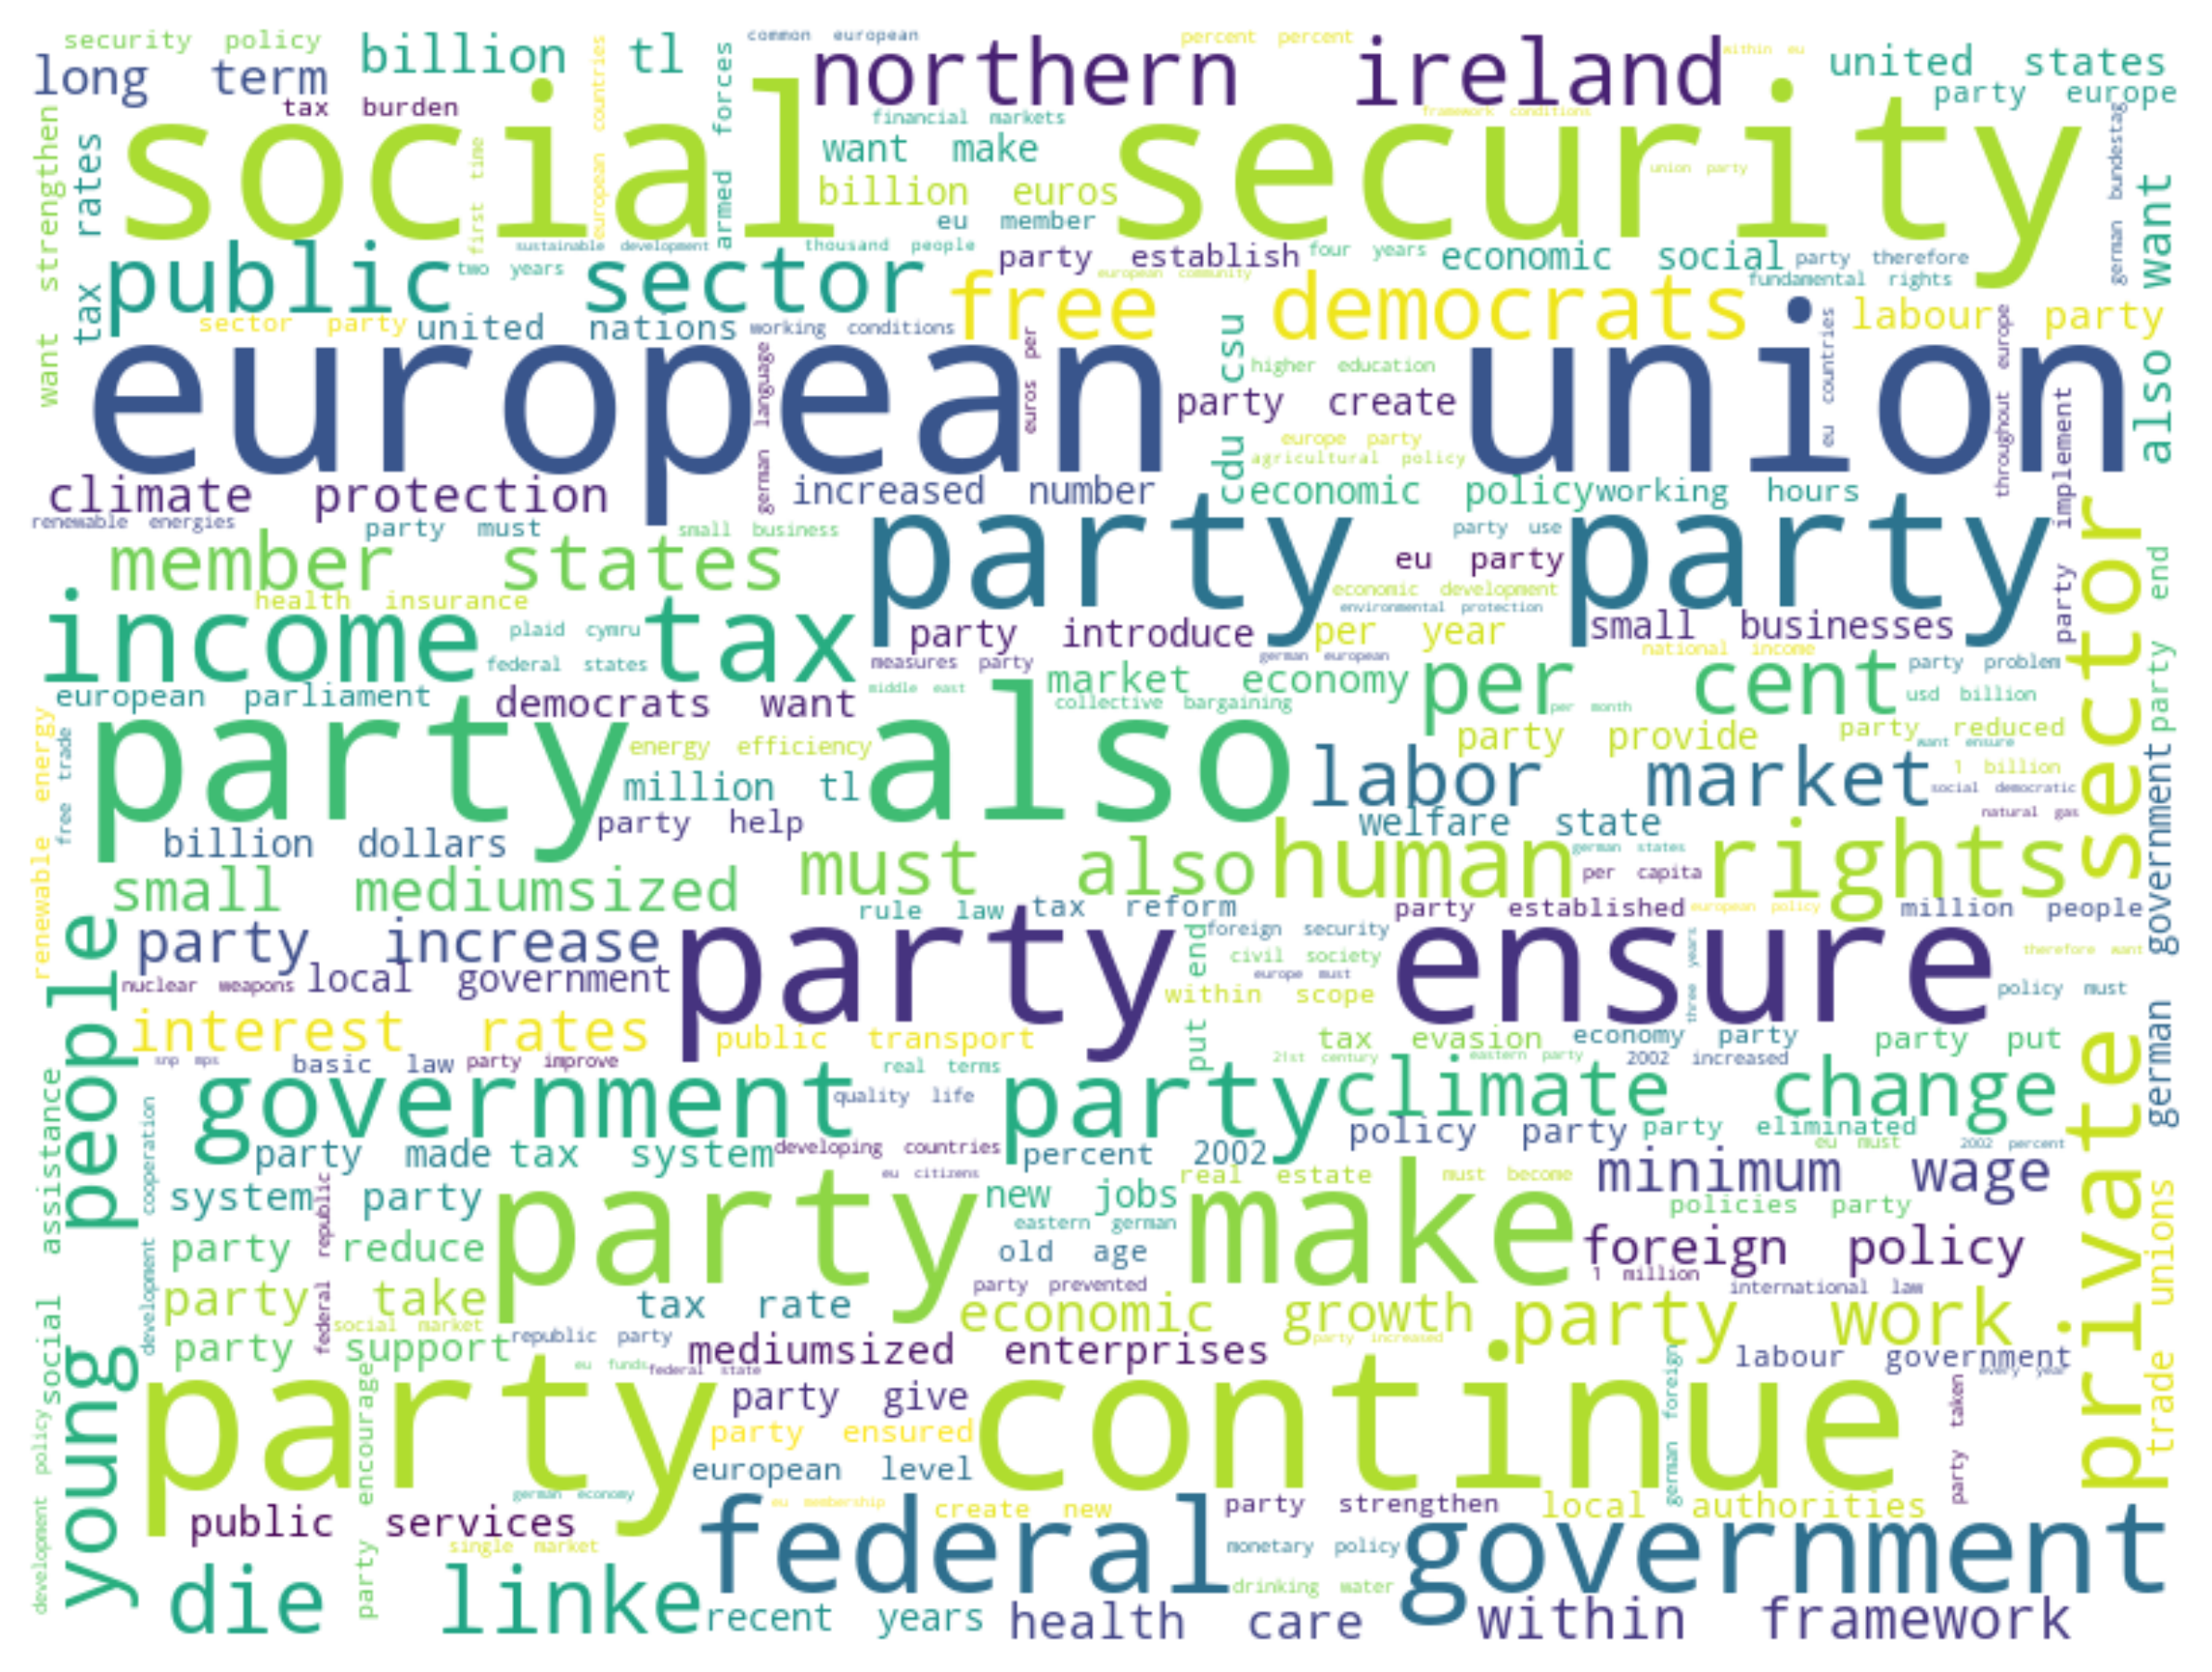 security policy
billion tl
common european
percent percent
northern ireland
within eu
united states
long term
party europe
tax burden
european countries
armed forces
financial markets
framework conditions
german bundestag
social security
want strengthen
tax rates
first time
want make
union party
billion euros
eu member
also want
sustainable development
thousand people
party establish
four years
economic social
party therefore
public sector
two years
european community
fundamental rights
free democrats
labour party
sector party
united nations
working conditions
cdu csu
european union
german language
euros per
higher education
party create
eu countries
throughout europe
party implement
europe party
agricultural policy
climate protection
increased number
economic policy
working hours
renewable energies
party must
small business
party party
party use
member states
eu party
private sector
party end
economic development
health insurance
environmental protection
income tax
plaid cymru
party introduce
per year
small businesses
federal states
measures party
german european
national income
party problem
european parliament
democrats want
middle east
market economy
per cent
usd billion
collective bargaining
per month
renewable energy
free trade
party also
energy efficiency
party provide
party reduced
want ensure
million tl
labor market
1 billion
social democratic
party help
natural gas
billion dollars
welfare state
german government
small mediumsized
must also
human rights
german states
per capita
rule law
tax reform
party established
european policy
million people
young people
party increase
party ensure
foreign security
put end
civil society
three years
therefore want
europe must
nuclear weapons
local government
within scope
policy must
interest rates
public transport
tax evasion
economy party
party put
snp mps
basic law
party improve
real terms
21st century
eastern party
2002 increased
government party
climate change
quality life
social assistance
development cooperation
policy party
party eliminated
party made
tax system
developing countries
percent 2002
eu must
2002 percent
eu citizens
real estate
must become
minimum wage
federal republic
system party
party make
new jobs
policies party
trade unions
eastern german
party reduce
old age
foreign policy
1 million
party prevented
international law
party take
tax rate
economic growth
party work
social market
republic party
party increased
party support
mediumsized enterprises
labour government
eu funds
federal state
german foreign
every year
party continue
party give
party taken
development policy
party encourage
party ensured
european level
german economy
eu membership
create new
party strengthen
local authorities
public services
federal government
single market
monetary policy
die linke
drinking water
recent years
health care
within framework